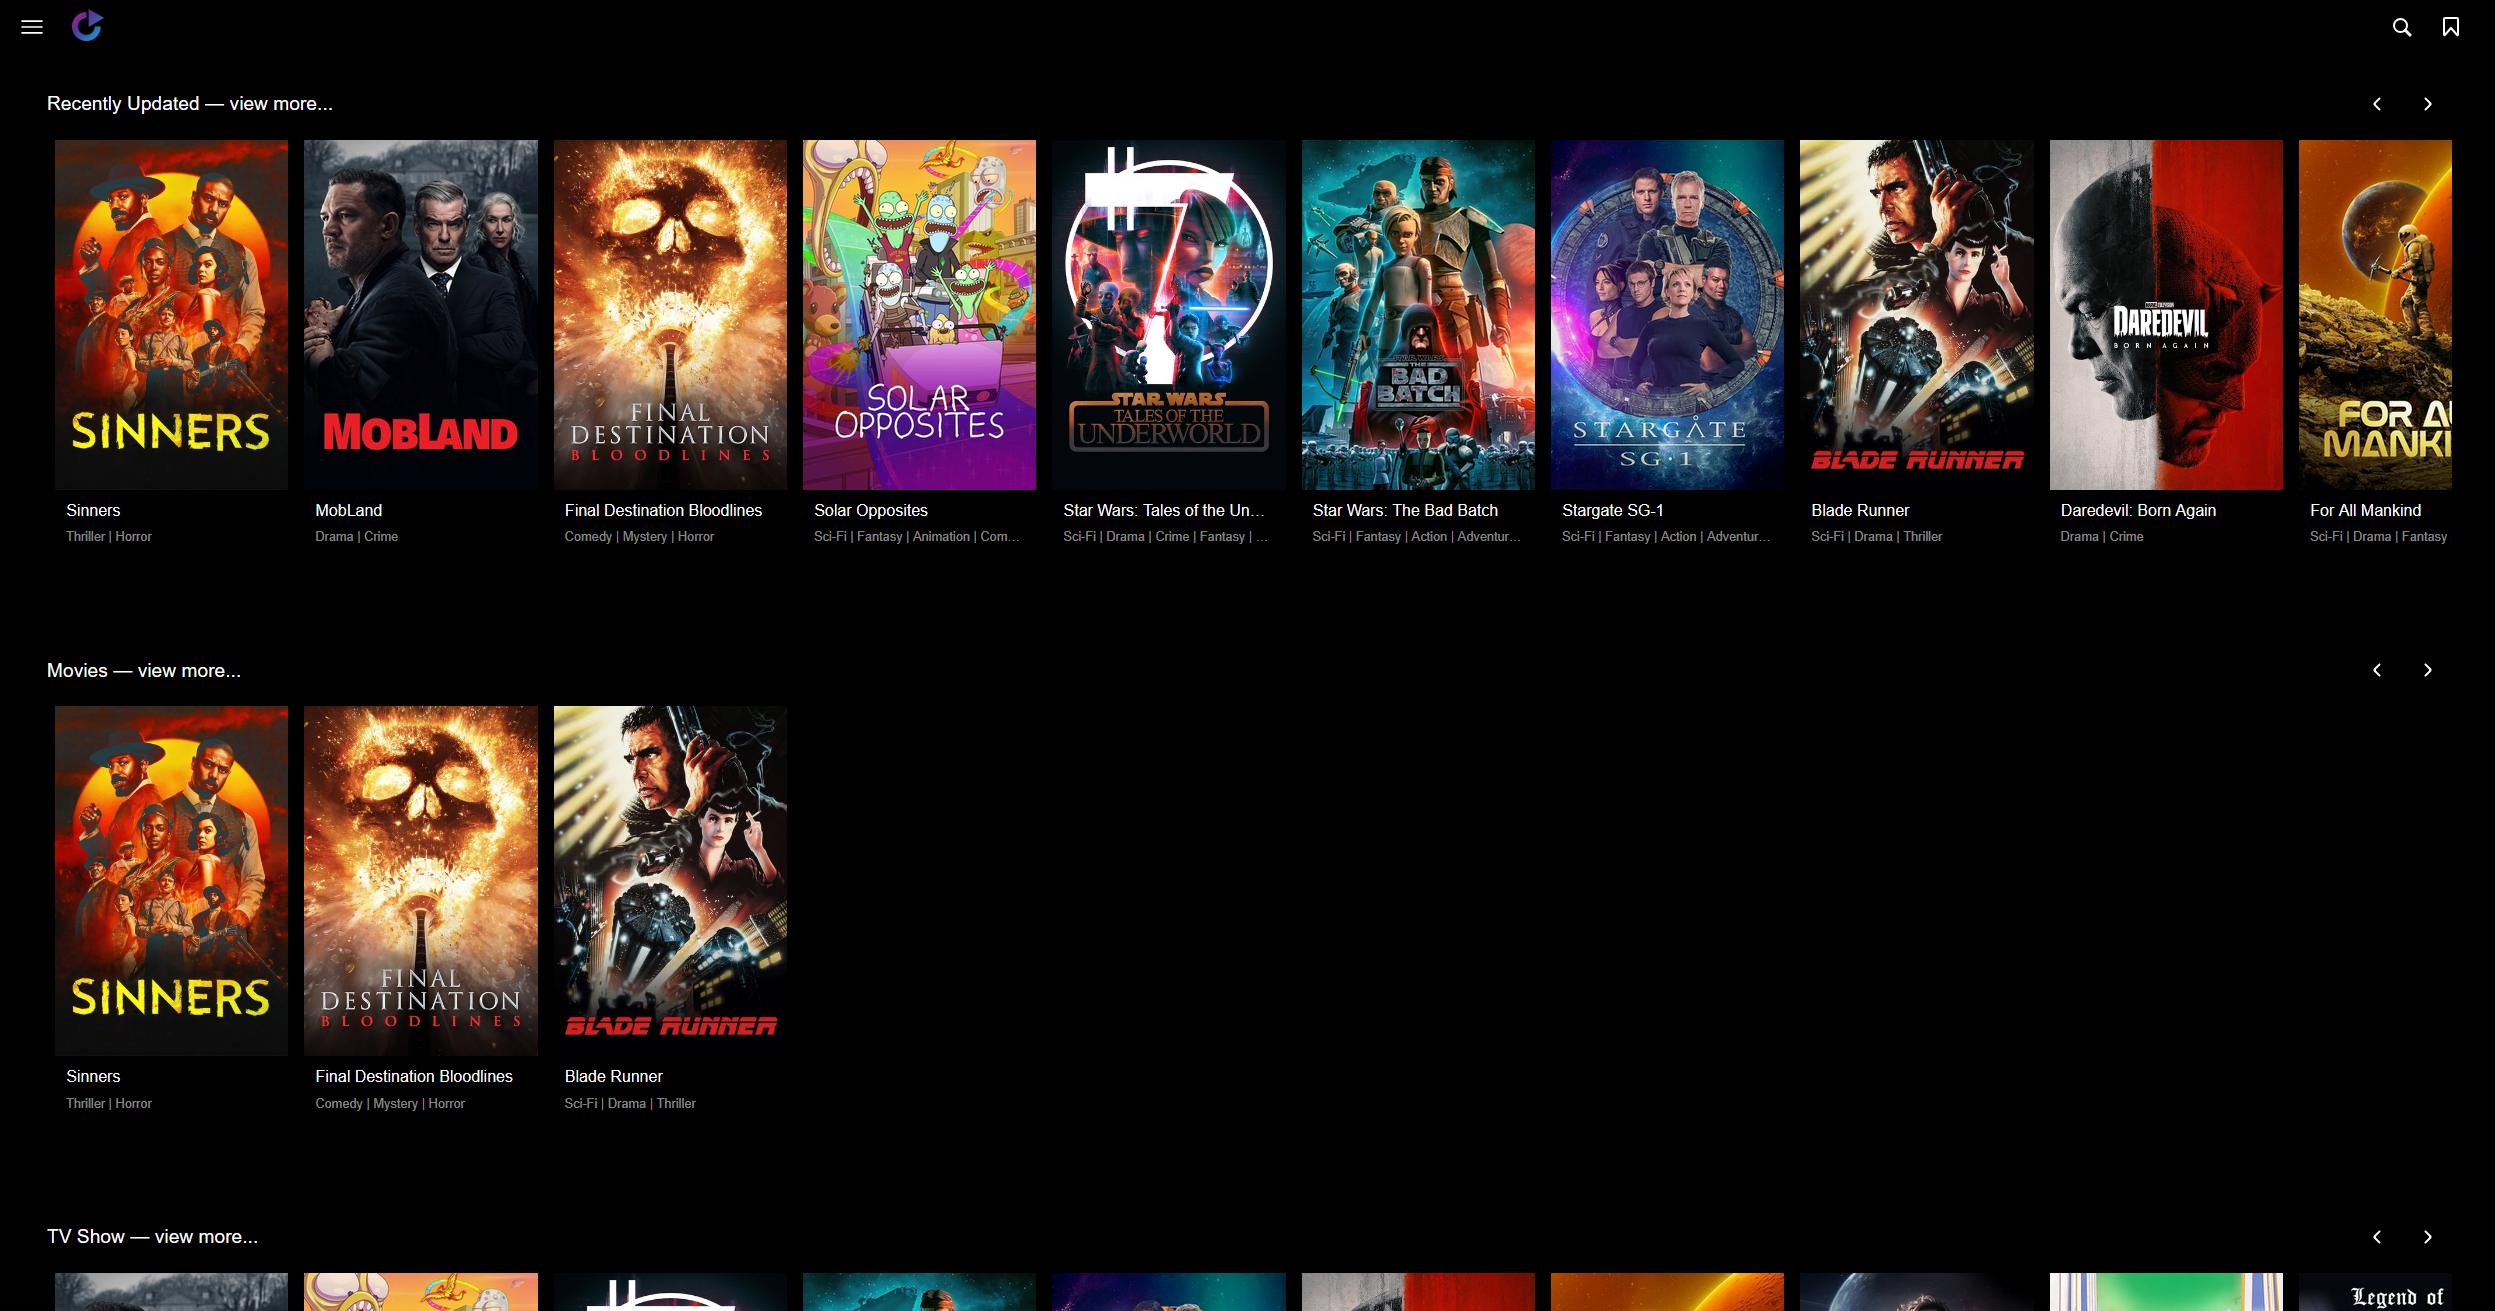 Recently Updated — view more...
SINNERS
MOBLAND
FINAL
DESTINATION
BLOODLINES
SOLAR
OPPOSITES
STAR WARS
TALES OF THE
UNDERWORLD
STAR WARS
THE
BAD
BATCH
STARGATE
SG·1
BLADE RUNNER
MARVEL TELEVISION
DAREDEVIL
BORN AGAIN
FOR AL
MANKI
Sinners
Thriller | Horror
MobLand
Drama | Crime
Final Destination Bloodlines
Comedy | Mystery | Horror
Solar Opposites
Sci-Fi | Fantasy | Animation | Com...
Star Wars: Tales of the Un...
Sci-Fi | Drama | Crime | Fantasy | ...
Star Wars: The Bad Batch
Sci-Fi | Fantasy | Action | Adventur...
Stargate SG-1
Sci-Fi | Fantasy | Action | Adventur...
Blade Runner
Sci-Fi | Drama | Thriller
Daredevil: Born Again
Drama | Crime
For All Mankind
Sci-Fi | Drama | Fantasy
Movies — view more...
SINNERS
FINAL
DESTINATION
BLOODLINES
BLADE RUNNER
Sinners
Thriller | Horror
Final Destination Bloodlines
Comedy | Mystery | Horror
Blade Runner
Sci-Fi | Drama | Thriller
TV Show — view more...
Legend of